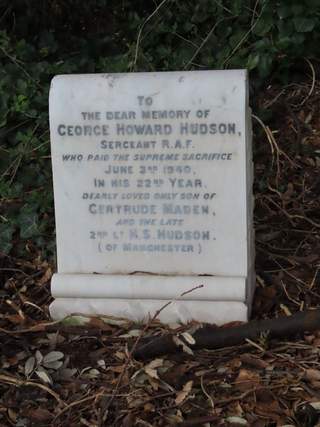 TO
THE DEAR MEMORY OF
GEORGE HOWARD HUDSON,
SERGEANT R.A.F.
WHO PAID THE SUPREME SACRIFICE
JUNE 3RD 1940.
IN HIS 22ND YEAR.
DEARLY LOVED ONLY SON OF
GERTRUDE MADEN,
AND THE LATE
2ND LT H.S. HUDSON.
(OF MANCHESTER)